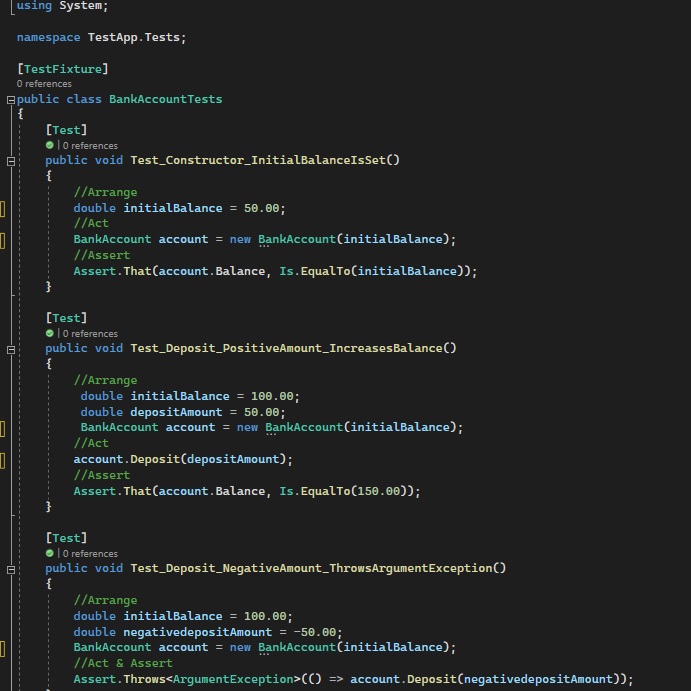 using System;
namespace TestApp.Tests;
[TestFixture]
0 references
public class BankAccountTests
{
[Test]
| 0 references
public void Test_Constructor_InitialBalanceIsSet()
{
//Arrange
double initialBalance = 50.00;
//Act
BankAccount account = new BankAccount(initialBalance);
//Assert
Assert.That(account.Balance, Is.EqualTo(initialBalance));
}
[Test]
| 0 references
public void Test_Deposit_PositiveAmount_IncreasesBalance()
{
//Arrange
double initialBalance = 100.00;
double depositAmount = 50.00;
BankAccount account = new BankAccount(initialBalance);
//Act
account.Deposit(depositAmount);
//Assert
Assert.That(account.Balance, Is.EqualTo(150.00));
}
[Test]
| 0 references
public void Test_Deposit_NegativeAmount_ThrowsArgumentException()
{
//Arrange
double initialBalance = 100.00;
double negativedepositAmount = -50.00;
BankAccount account = new BankAccount(initialBalance);
//Act & Assert
Assert.Throws<ArgumentException>(() => account.Deposit(negativedepositAmount));